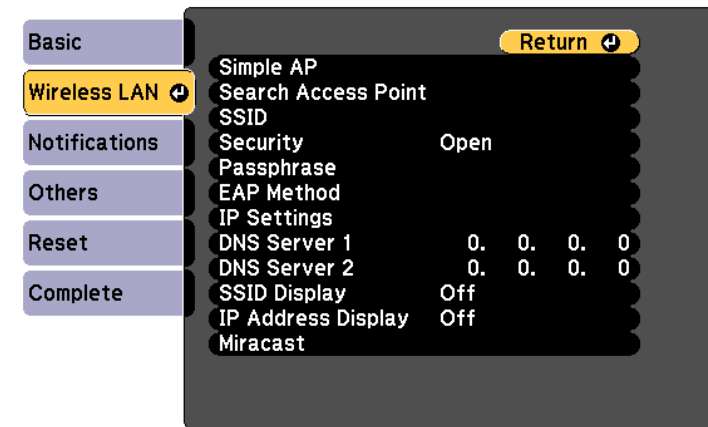 Basic
Wireless LAN
Notifications
Others
Reset
Complete
Return
Simple AP
Search Access Point
SSID
Security Open
Passphrase
EAP Method
IP Settings
DNS Server 1 0. 0. 0. 0
DNS Server 2 0. 0. 0. 0
SSID Display Off
IP Address Display Off
Miracast